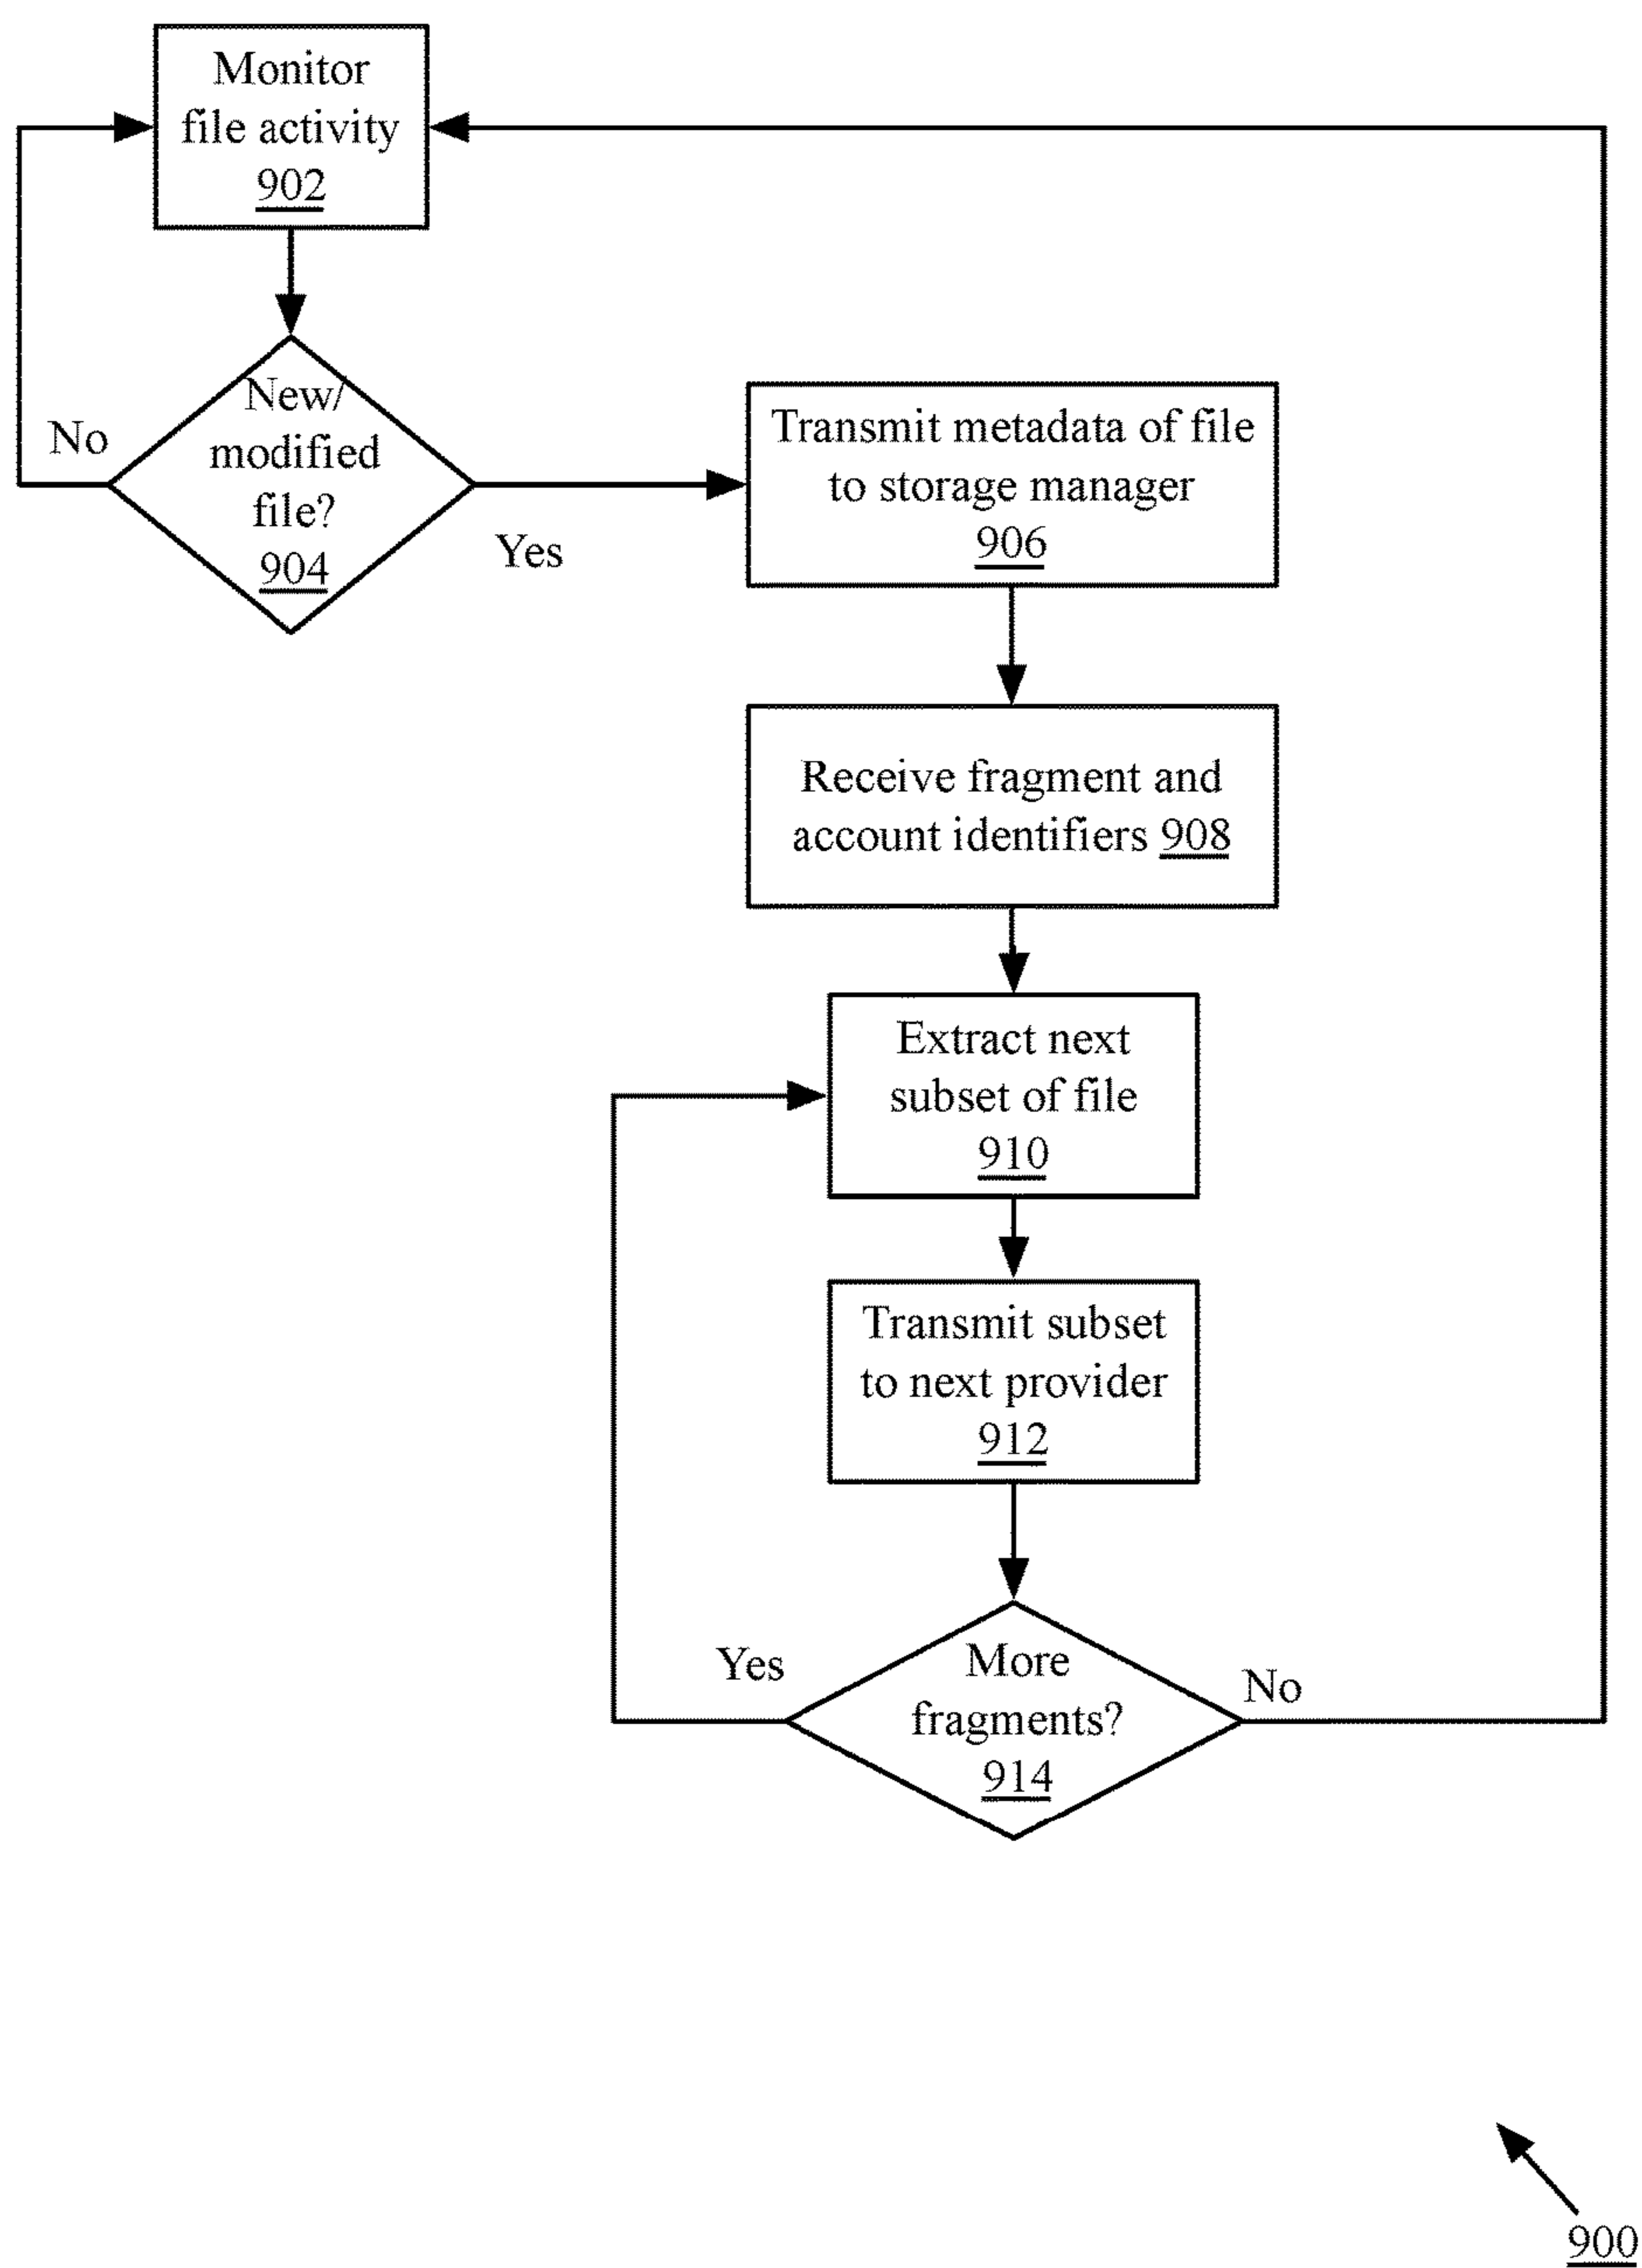 Monitor
file activity
902
New/
modified
file?
904
No
Yes
Transmit metadata of file
to storage manager
906
Receive fragment and
account identifiers 908
Extract next
subset of file
910
Transmit subset
to next provider
912
More
fragments?
914
Yes
No
900